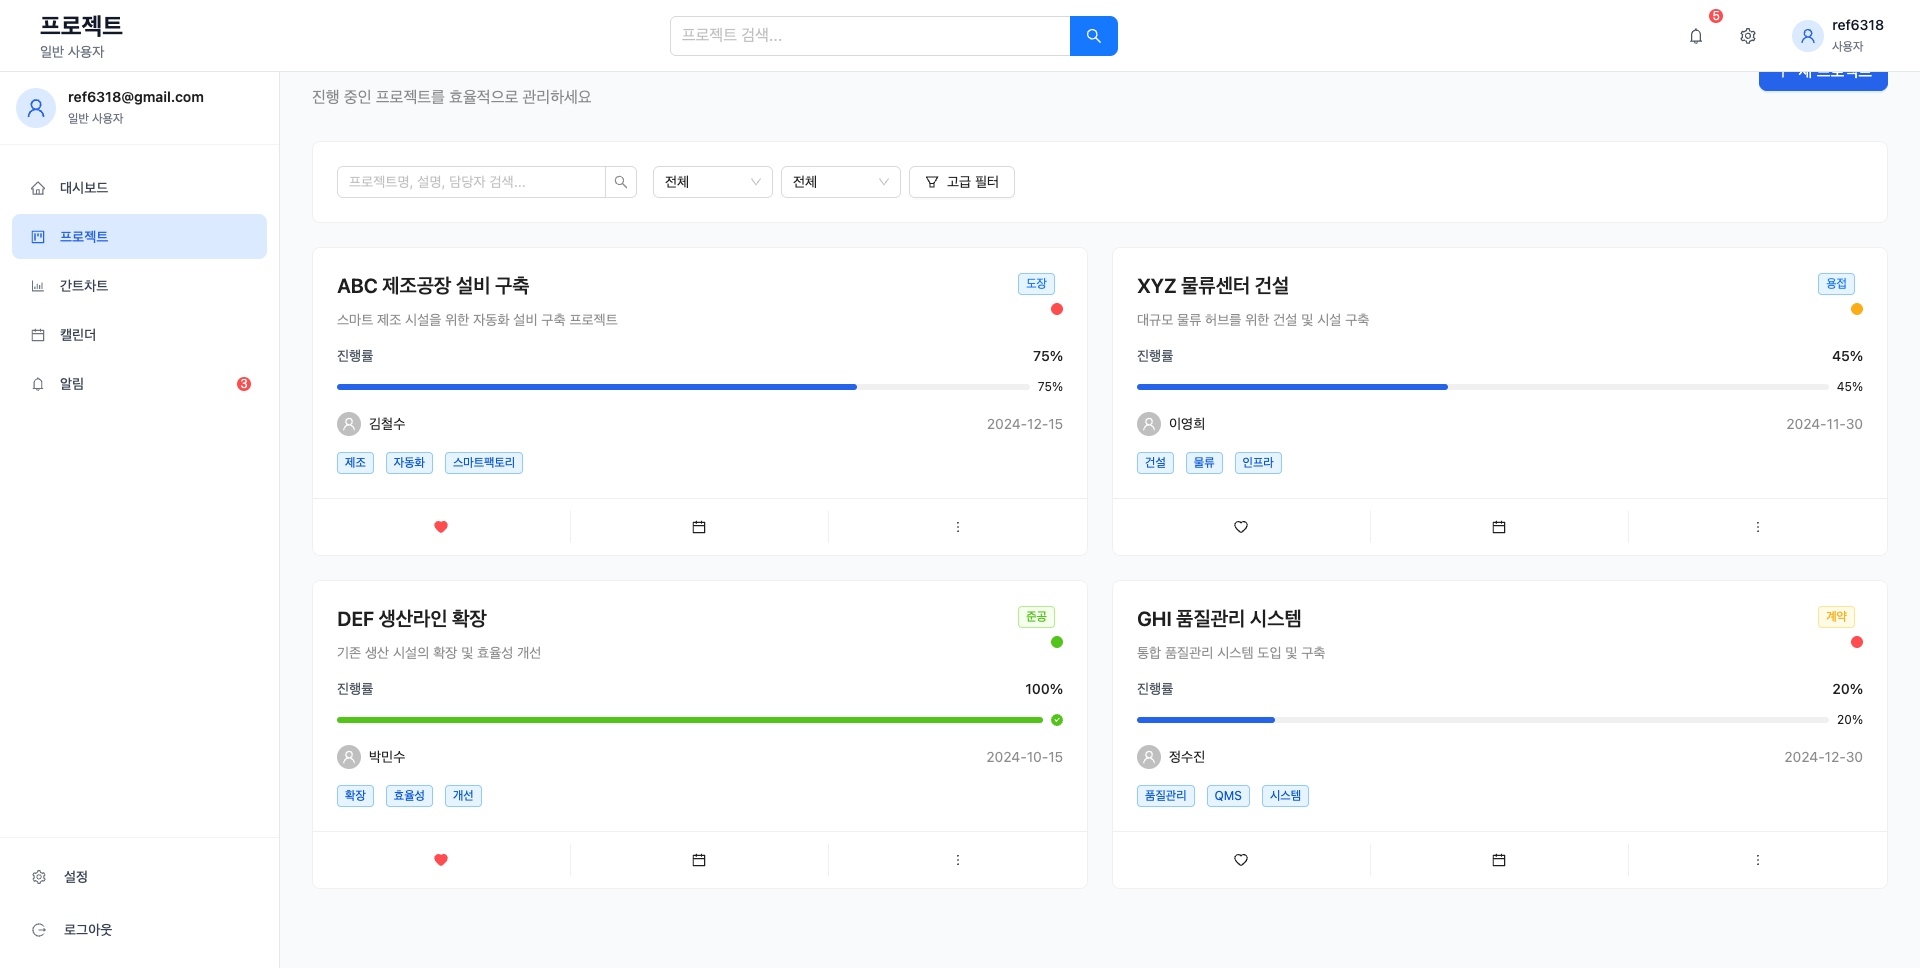 프로젝트
일반 사용자
프로젝트 검색...
5
ref6318
사용자
ref6318@gmail.com
일반 사용자
대시보드
프로젝트
간트차트
캘린더
알림
3
설정
로그아웃
+ 새 프로젝트
진행 중인 프로젝트를 효율적으로 관리하세요
프로젝트명, 설명, 담당자 검색...
전체
전체
고급 필터
ABC 제조공장 설비 구축
도장
스마트 제조 시설을 위한 자동화 설비 구축 프로젝트
진행률
75%
75%
김철수
2024-12-15
제조
자동화
스마트팩토리
XYZ 물류센터 건설
용접
대규모 물류 허브를 위한 건설 및 시설 구축
진행률
45%
45%
이영희
2024-11-30
건설
물류
인프라
DEF 생산라인 확장
준공
기존 생산 시설의 확장 및 효율성 개선
진행률
100%
박민수
2024-10-15
확장
효율성
개선
GHI 품질관리 시스템
계약
통합 품질관리 시스템 도입 및 구축
진행률
20%
20%
정수진
2024-12-30
품질관리
QMS
시스템